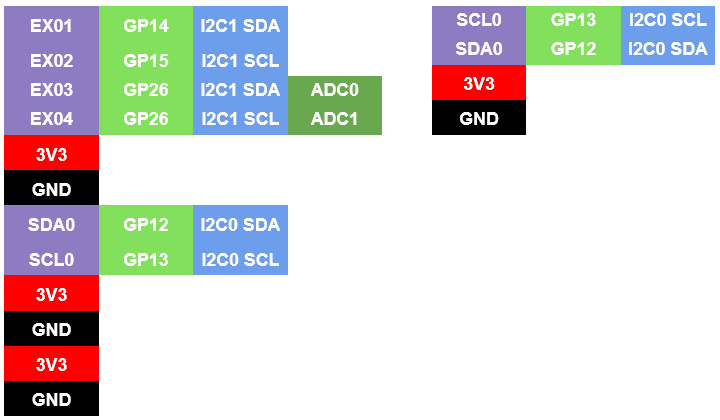 EX01 GP14 I2C1 SDA
EX02 GP15 I2C1 SCL
EX03 GP26 I2C1 SDA ADC0
EX04 GP26 I2C1 SCL ADC1
3V3
GND
SDA0 GP12 I2C0 SDA
SCL0 GP13 I2C0 SCL
3V3
GND
3V3
GND
SCL0 GP13 I2C0 SCL
SDA0 GP12 I2C0 SDA
3V3
GND